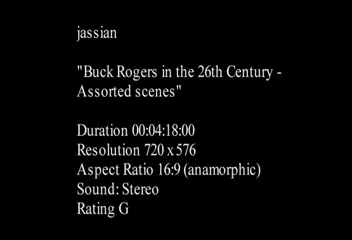 jassian
"Buck Rogers in the 26th Century -
Assorted scenes"
Duration 00:04:18:00
Resolution 720 x 576
Aspect Ratio 16:9 (anamorphic)
Sound: Stereo
Rating G